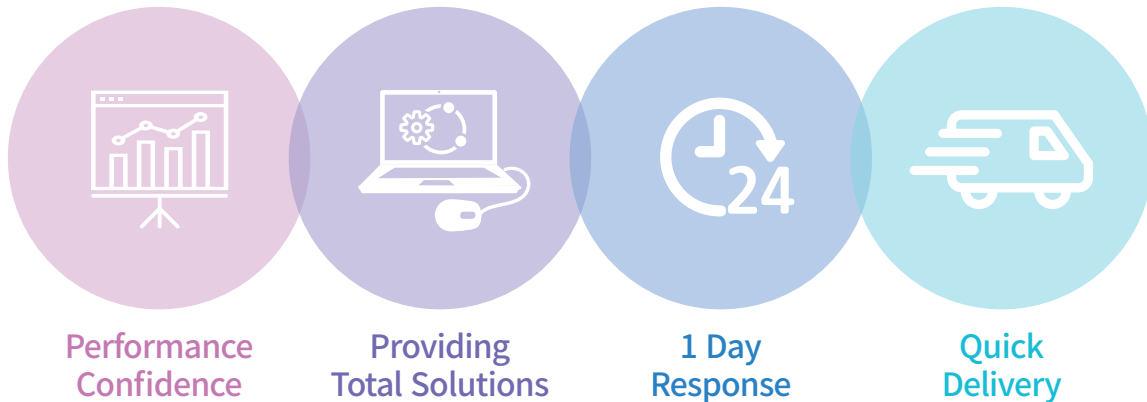 24
Performance
Confidence
Providing
Total Solutions
1 Day
Response
Quick
Delivery